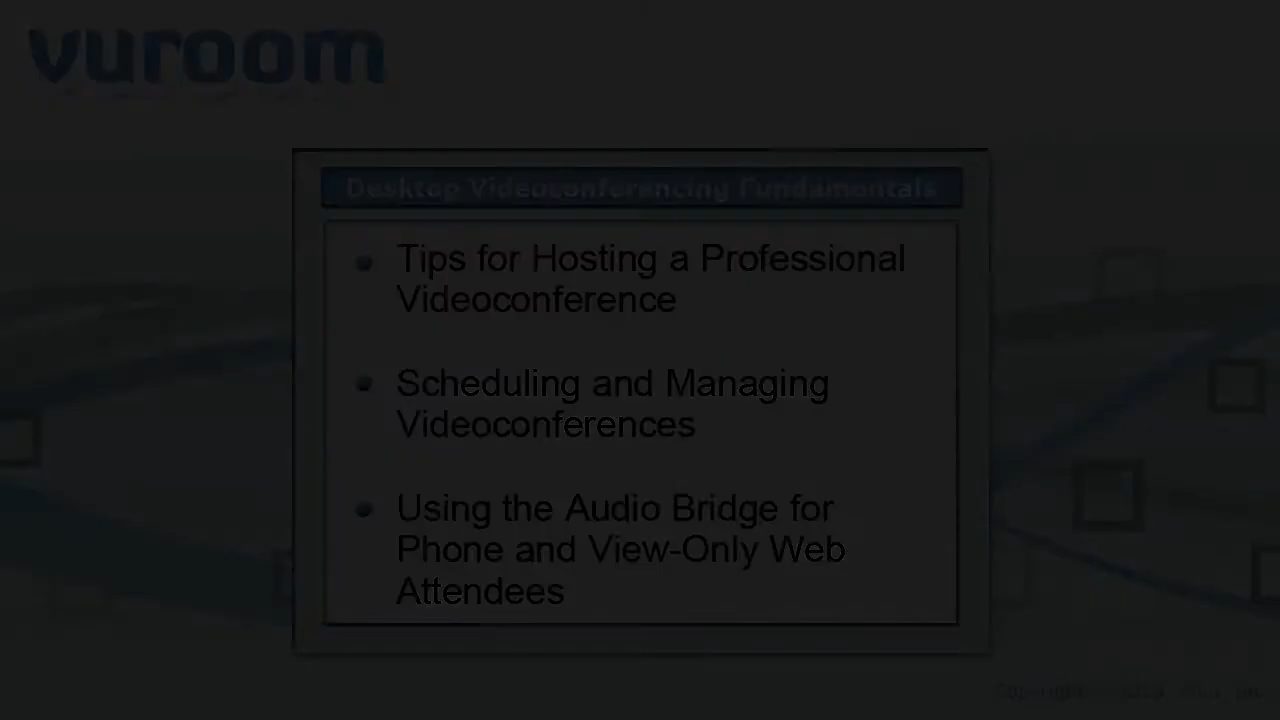 vuroom
Desktop Videoconferencing Fundamentals
Tips for Hosting a Professional
Videoconference
Scheduling and Managing
Videoconferences
Using the Audio Bridge for
Phone and View-Only Web
Attendees
Copyright